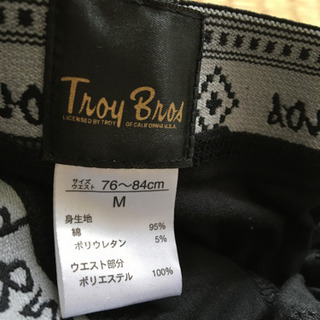 Troy Bros
LICENSED BY TROY OF CALIFORNIA U.S.A.
サイズ
ウエスト 76～84cm
M
身生地
綿 95%
ポリウレタン 5%
ウエスト部分
ポリエステル 100%